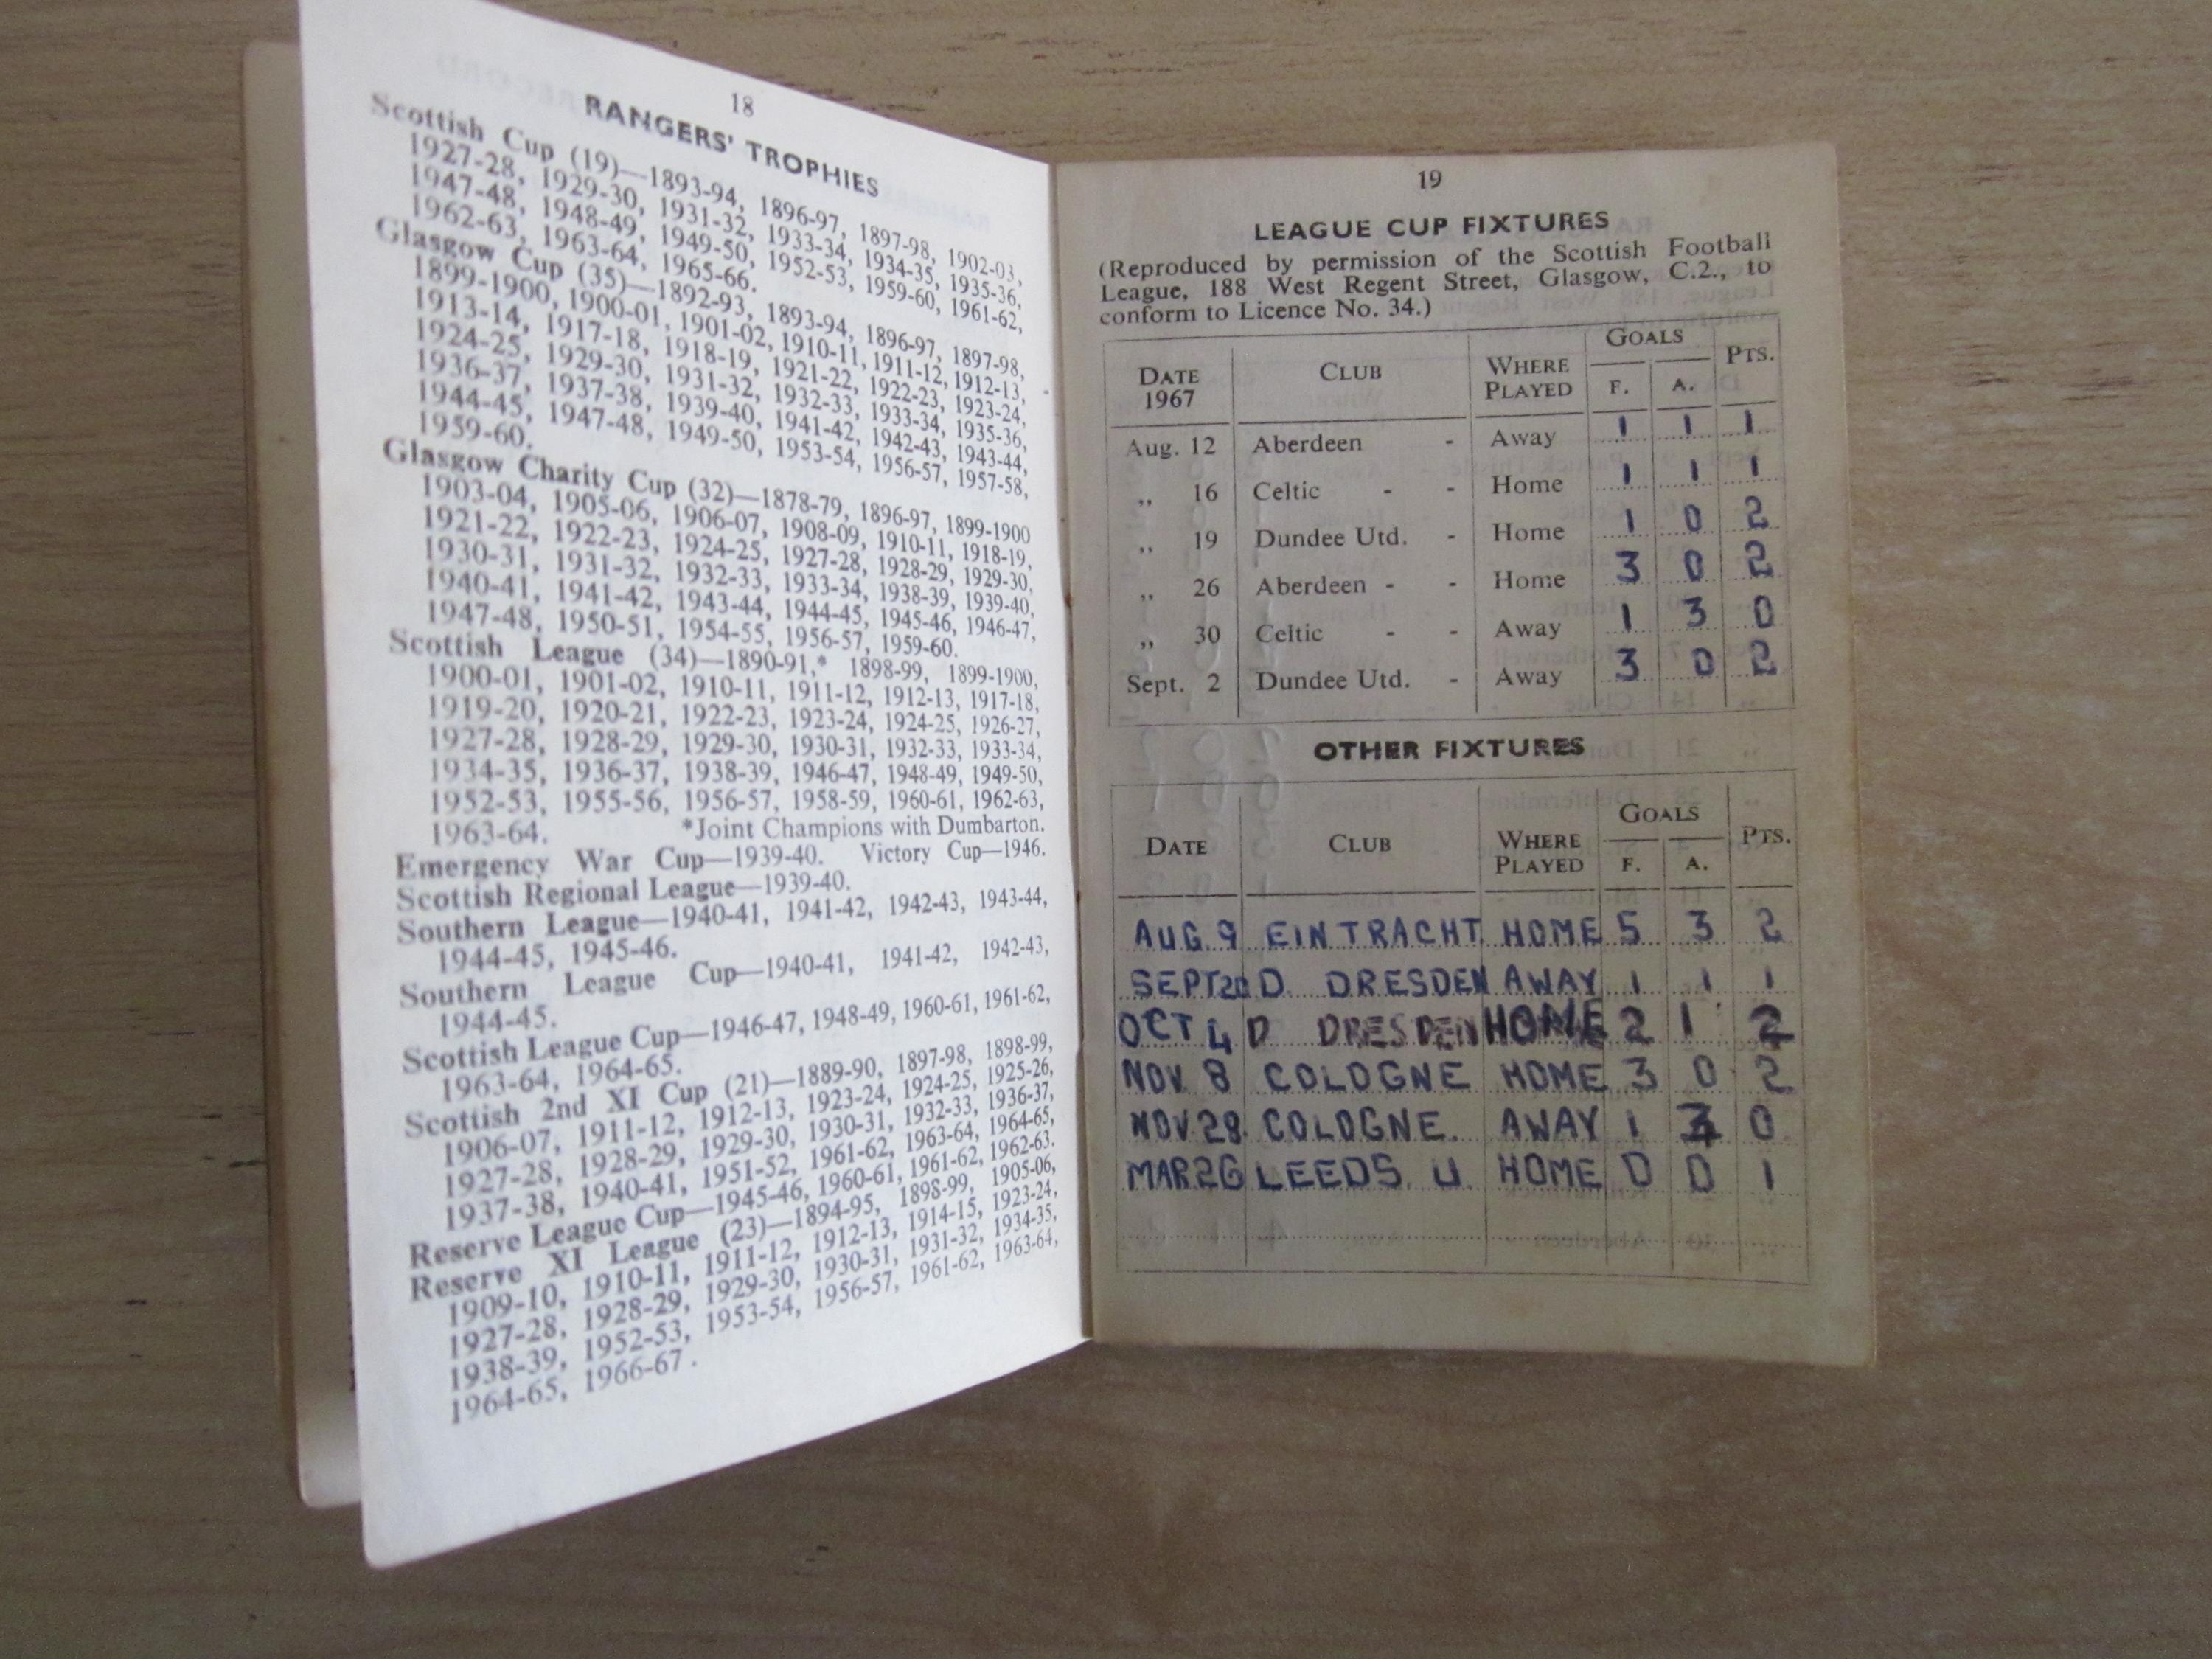 18
RANGERS' TROPHIES
Scottish Cup (19)—1893-94, 1896-97, 1897-98, 1902-03,
1927-28, 1929-30, 1931-32, 1933-34, 1934-35, 1935-36,
1947-48, 1948-49, 1949-50, 1952-53, 1959-60, 1961-62,
1962-63, 1963-64, 1965-66.
Glasgow Cup (35)—1892-93, 1893-94, 1896-97, 1897-98,
1899-1900, 1900-01, 1901-02, 1910-11, 1911-12, 1912-13,
1913-14, 1917-18, 1918-19, 1921-22, 1922-23, 1923-24,
1924-25, 1929-30, 1931-32, 1932-33, 1933-34, 1935-36,
1936-37, 1937-38, 1939-40, 1941-42, 1942-43, 1943-44,
1944-45, 1947-48, 1949-50, 1953-54, 1956-57, 1957-58,
1959-60.
Glasgow Charity Cup (32)—1878-79, 1896-97, 1899-1900
1903-04, 1905-06, 1906-07, 1908-09, 1910-11, 1918-19,
1921-22, 1922-23, 1924-25, 1927-28, 1928-29, 1929-30,
1930-31, 1931-32, 1932-33, 1933-34, 1938-39, 1939-40,
1940-41, 1941-42, 1943-44, 1944-45, 1945-46, 1946-47,
1947-48, 1950-51, 1954-55, 1956-57, 1959-60.
Scottish League (34)—1890-91,* 1898-99, 1899-1900,
1900-01, 1901-02, 1910-11, 1911-12, 1912-13, 1917-18,
1919-20, 1920-21, 1922-23, 1923-24, 1924-25, 1926-27,
1927-28, 1928-29, 1929-30, 1930-31, 1932-33, 1933-34,
1934-35, 1936-37, 1938-39, 1946-47, 1948-49, 1949-50,
1952-53, 1955-56, 1956-57, 1958-59, 1960-61, 1962-63,
1963-64. *Joint Champions with Dumbarton.
Emergency War Cup—1939-40. Victory Cup—1946.
Scottish Regional League—1939-40.
Southern League—1940-41, 1941-42, 1942-43, 1943-44,
1944-45, 1945-46.
Southern League Cup—1940-41, 1941-42, 1942-43,
1944-45.
Scottish League Cup—1946-47, 1948-49, 1960-61, 1961-62,
1963-64, 1964-65.
Scottish 2nd XI Cup (21)—1889-90, 1897-98, 1898-99,
1906-07, 1911-12, 1912-13, 1923-24, 1924-25, 1925-26,
1927-28, 1929-30, 1930-31, 1932-33, 1936-37,
1937-38, 1940-41, 1951-52, 1961-62, 1963-64, 1964-65,
Reserve League Cup—1945-46, 1960-61, 1961-62, 1962-63.
Reserve XI League (23)—1894-95, 1898-99, 1905-06,
1909-10, 1910-11, 1911-12, 1912-13, 1914-15, 1923-24,
1927-28, 1928-29, 1929-30, 1930-31, 1931-32, 1934-35,
1938-39, 1952-53, 1953-54, 1956-57, 1961-62, 1963-64,
1964-65, 1966-67.
19
LEAGUE CUP FIXTURES
(Reproduced by permission of the Scottish Football
League, 188 West Regent Street, Glasgow, C.2., to
conform to Licence No. 34.)
DATE 1967 CLUB WHERE PLAYED GOALS F. A. PTS.
Aug. 12 Aberdeen - Away 1 1 1
,, 16 Celtic - - Home 1 1 1
,, 19 Dundee Utd. - Home 1 0 2
,, 26 Aberdeen - - Home 3 0 2
,, 30 Celtic - - Away 1 3 0
Sept. 2 Dundee Utd. - Away 3 0 2
OTHER FIXTURES
DATE CLUB WHERE PLAYED GOALS F. A. PTS.
AUG 9 EINTRACHT HOME 5 3 2
SEPT 20 D DRESDEN AWAY 1 1 1
OCT 4 D DRESDEN HOME 2 1 2
NOV 8 COLOGNE HOME 3 0 2
NOV 28 COLOGNE. AWAY 1 0
MAR 26 LEEDS U HOME 0 0 1